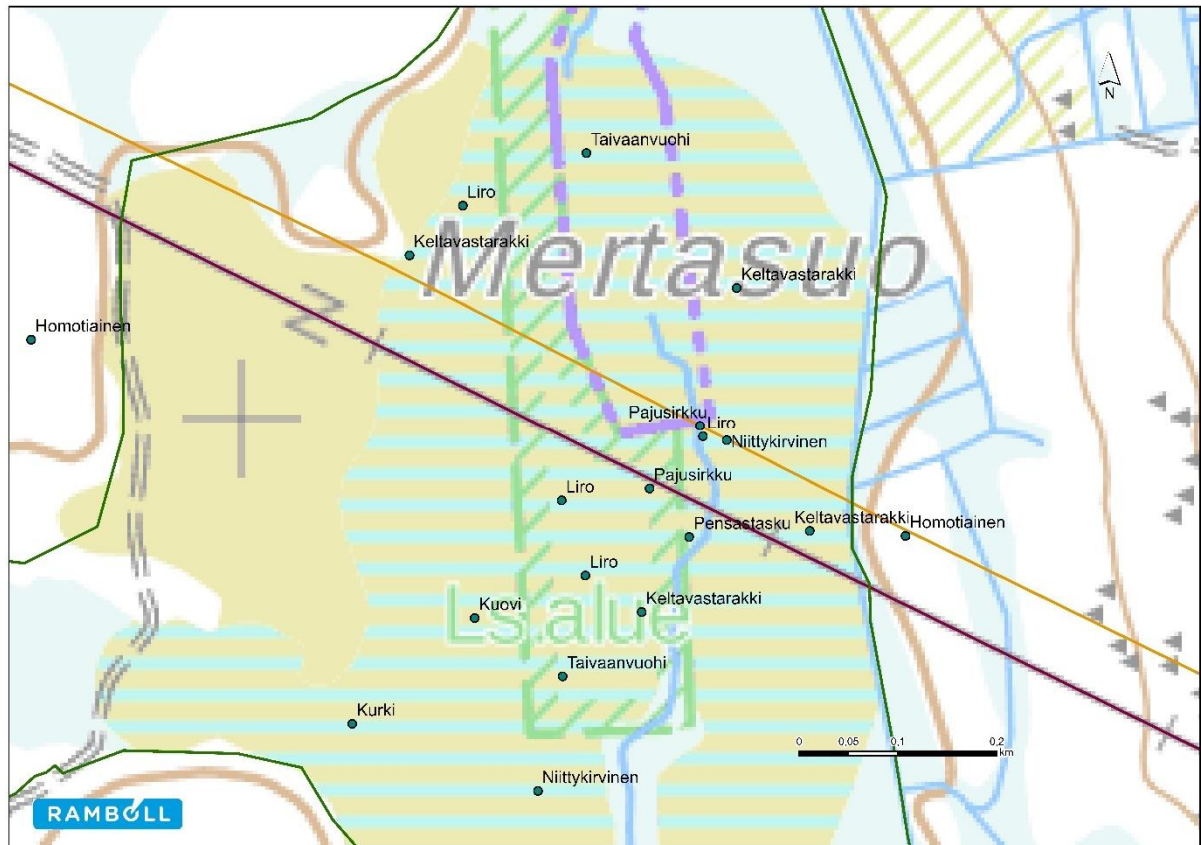 N
Taivaanvuohi
Liro
Mertasuo
Keltavastarakki
Keltavastarakki
Homotiainen
Pajusirkku
Liro
Niittykirvinen
Pajusirkku
Liro
Pensastasku
Keltavastarakki
Homotiainen
Liro
Ls.alue
Kuovi
Keltavastarakki
Taivaanvuohi
Kurki
0 0,05 0,1 0,2
km
Niittykirvinen
RAMBOLL